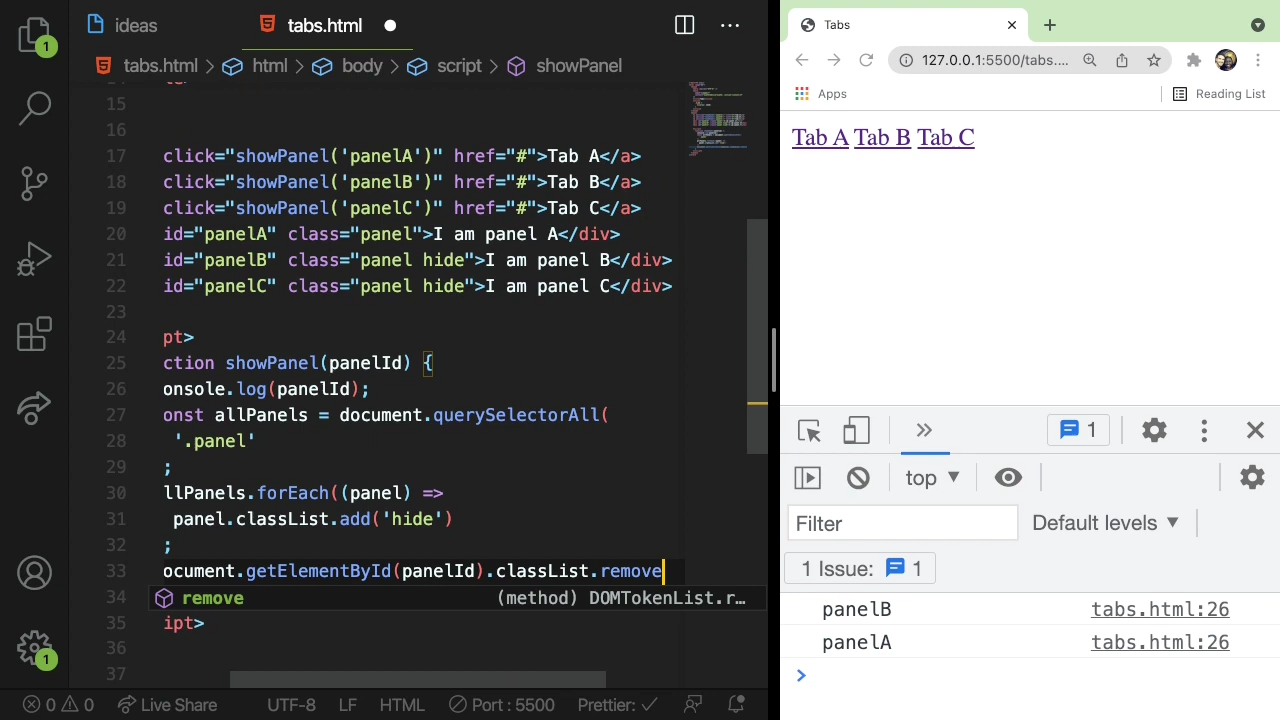 ideas
tabs.html
tabs.html > html > body > script > showPanel
15
16
17 click="showPanel('panelA')" href="#">Tab A</a>
18 click="showPanel('panelB')" href="#">Tab B</a>
19 click="showPanel('panelC')" href="#">Tab C</a>
20 id="panelA" class="panel">I am panel A</div>
21 id="panelB" class="panel hide">I am panel B</div>
22 id="panelC" class="panel hide">I am panel C</div>
23
24 pt>
25 ction showPanel(panelId) {
26 onsole.log(panelId);
27 onst allPanels = document.querySelectorAll(
28 '.panel'
29 ;
30 llPanels.forEach((panel) =>
31 panel.classList.add('hide')
32 ;
33 ocument.getElementById(panelId).classList.remove
34 remove (method) DOMTokenList.r…
35 ipt>
36
37
1
1
0 0 Live Share UTF-8 LF HTML Port : 5500 Prettier: ✓
Tabs
127.0.0.1:5500/tabs....
Apps
Reading List
Tab A Tab B Tab C
1
top
Filter
Default levels
1 Issue: 1
panelB tabs.html:26
panelA tabs.html:26